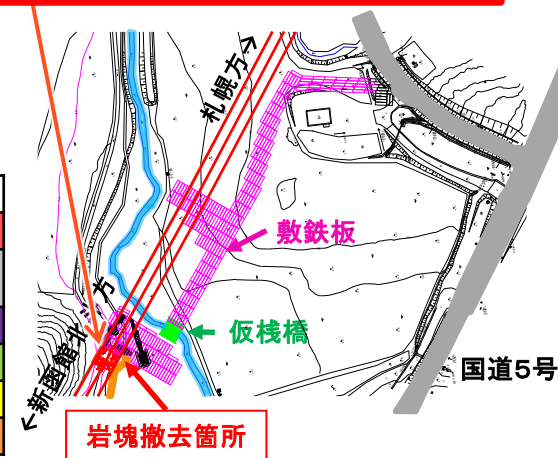 札幌方→
敷鉄板
仮桟橋
国道5号
←新函館北斗方
岩塊撤去箇所